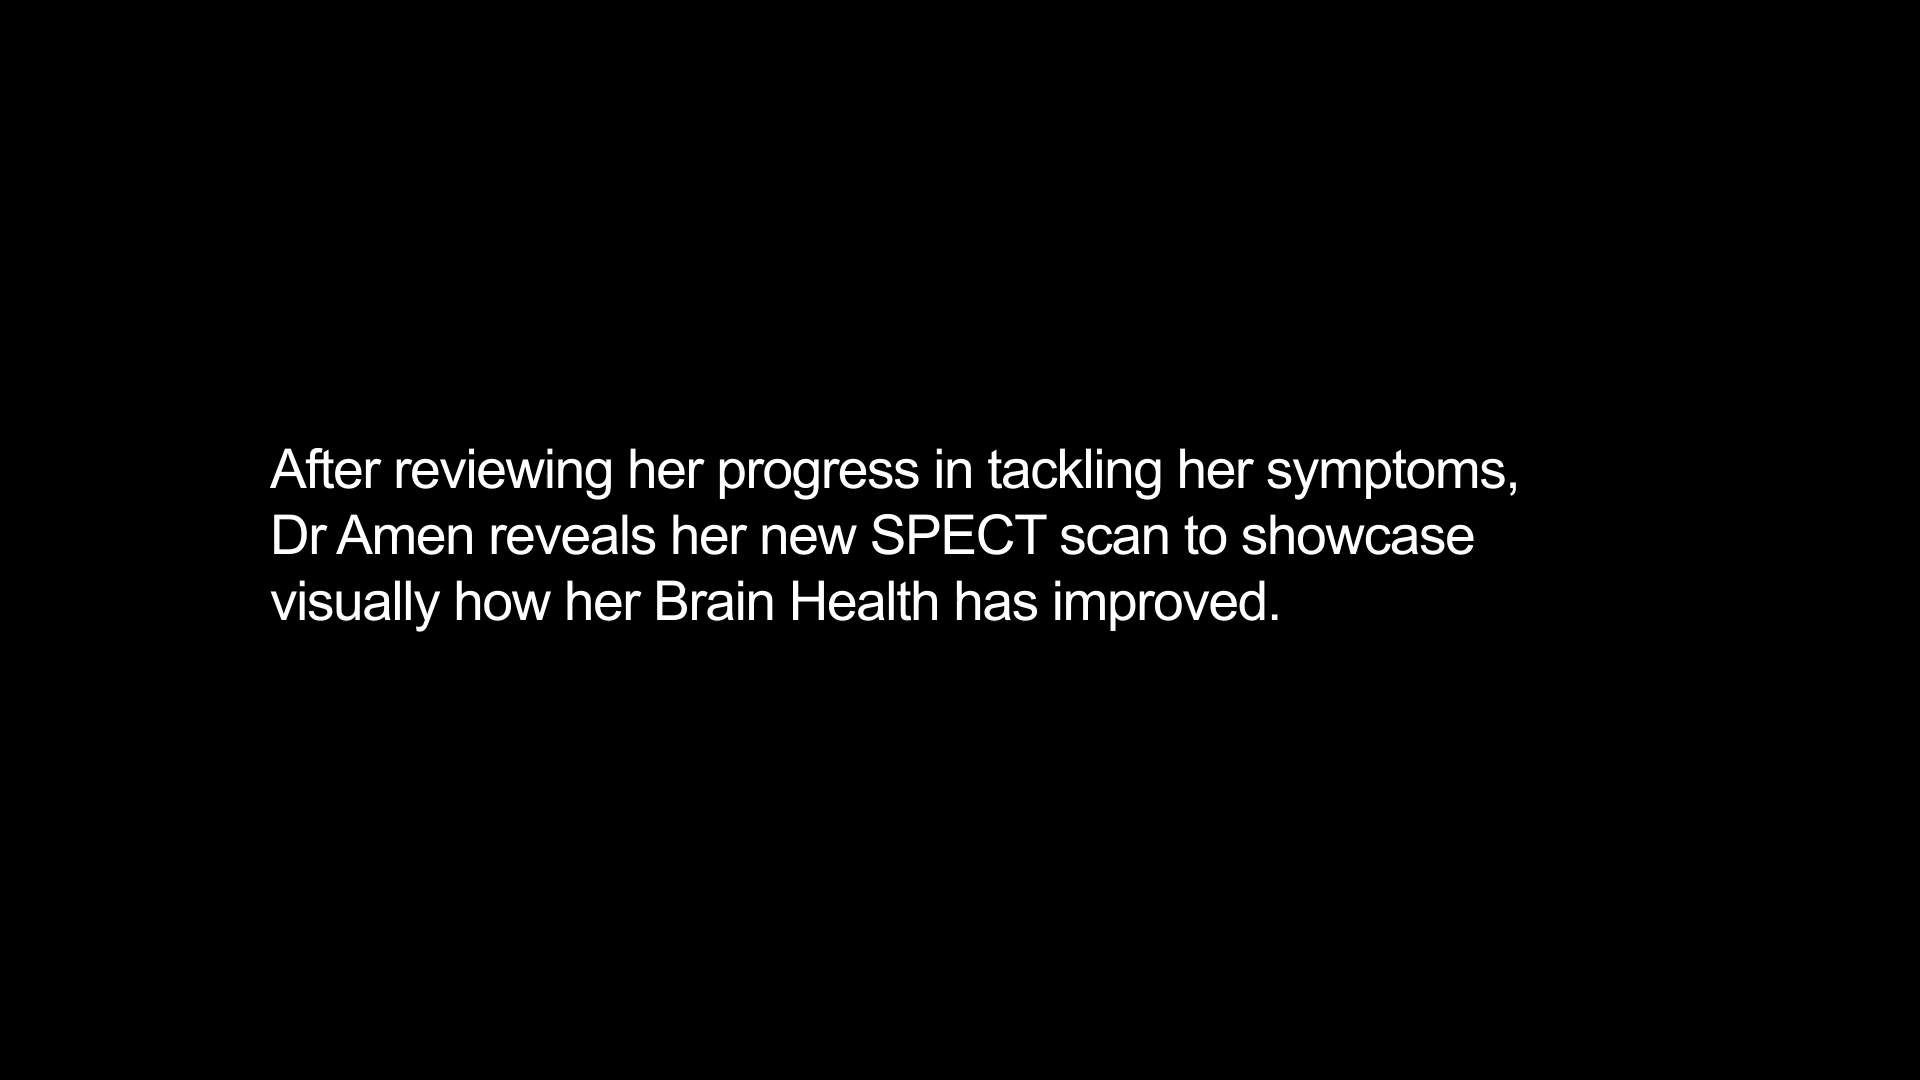 After reviewing her progress in tackling her symptoms,
Dr Amen reveals her new SPECT scan to showcase
visually how her Brain Health has improved.